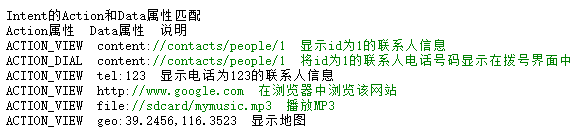 Intent的Action和Data属性匹配
Action属性  Data属性  说明
ACTION_VIEW  content://contacts/people/1  显示id为1的联系人信息
ACTION_DIAL  content://contacts/people/1  将id为1的联系人电话号码显示在拨号界面中
ACTION_VIEW  tel:123  显示电话为123的联系人信息
ACTION_VIEW  http://www.google.com  在浏览器中浏览该网站
ACTION_VIEW  file://sdcard/mymusic.mp3  播放MP3
ACTION_VIEW  geo:39.2456,116.3523  显示地图